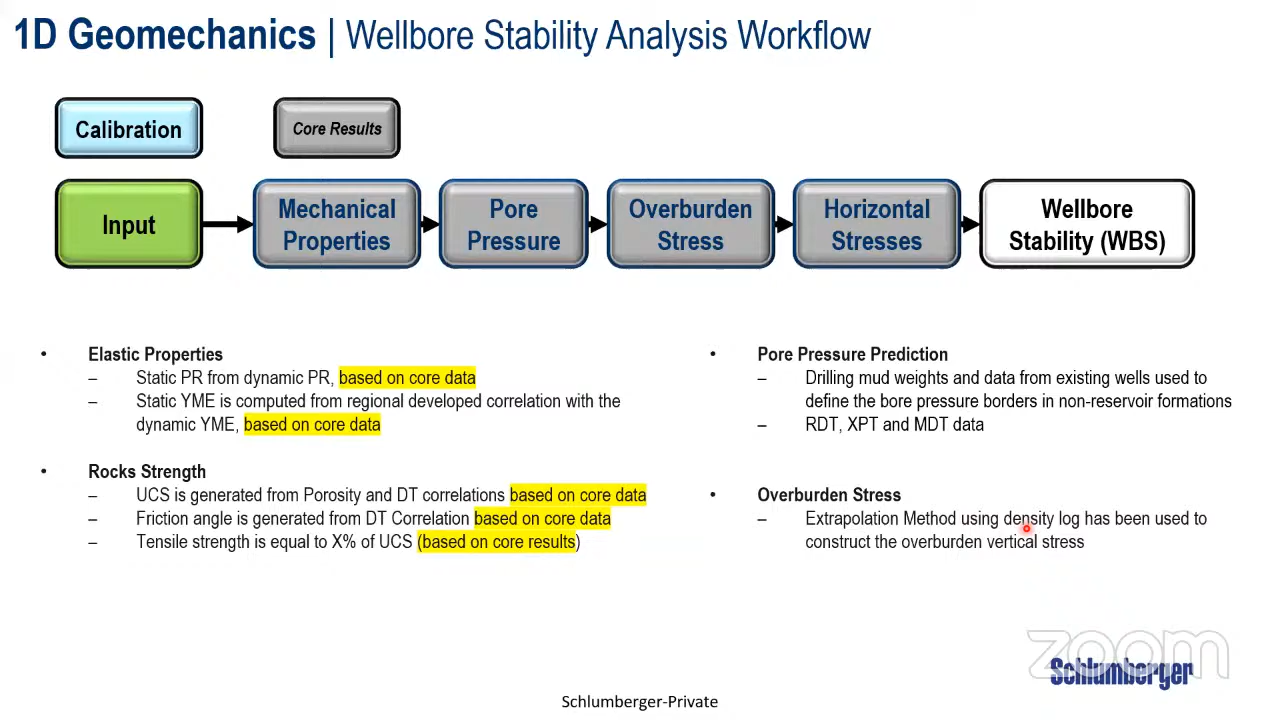 1D Geomechanics | Wellbore Stability Analysis Workflow
Calibration
Core Results
Input
Mechanical
Properties
Pore
Pressure
Overburden
Stress
Horizontal
Stresses
Wellbore
Stability (WBS)
• Elastic Properties
– Static PR from dynamic PR, based on core data
– Static YME is computed from regional developed correlation with the
dynamic YME, based on core data
• Rocks Strength
– UCS is generated from Porosity and DT correlations based on core data
– Friction angle is generated from DT Correlation based on core data
– Tensile strength is equal to X% of UCS (based on core results)
• Pore Pressure Prediction
– Drilling mud weights and data from existing wells used to
define the bore pressure borders in non-reservoir formations
– RDT, XPT and MDT data
• Overburden Stress
– Extrapolation Method using density log has been used to
construct the overburden vertical stress
zoom
Schlumberger
Schlumberger-Private